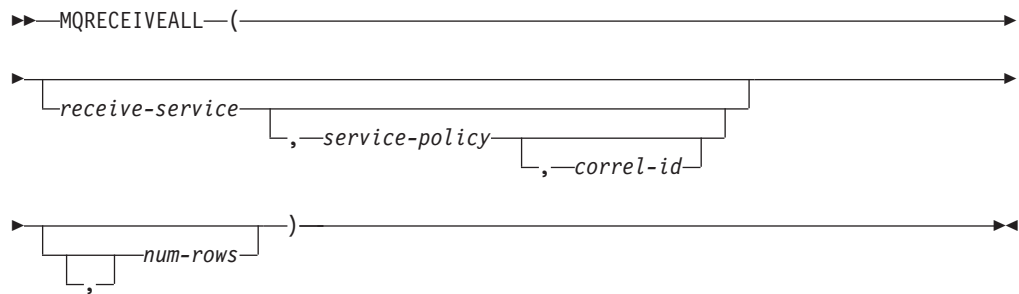 MQRECEIVEALL (
receive-service
, service-policy
, correl-id
)
num-rows
,